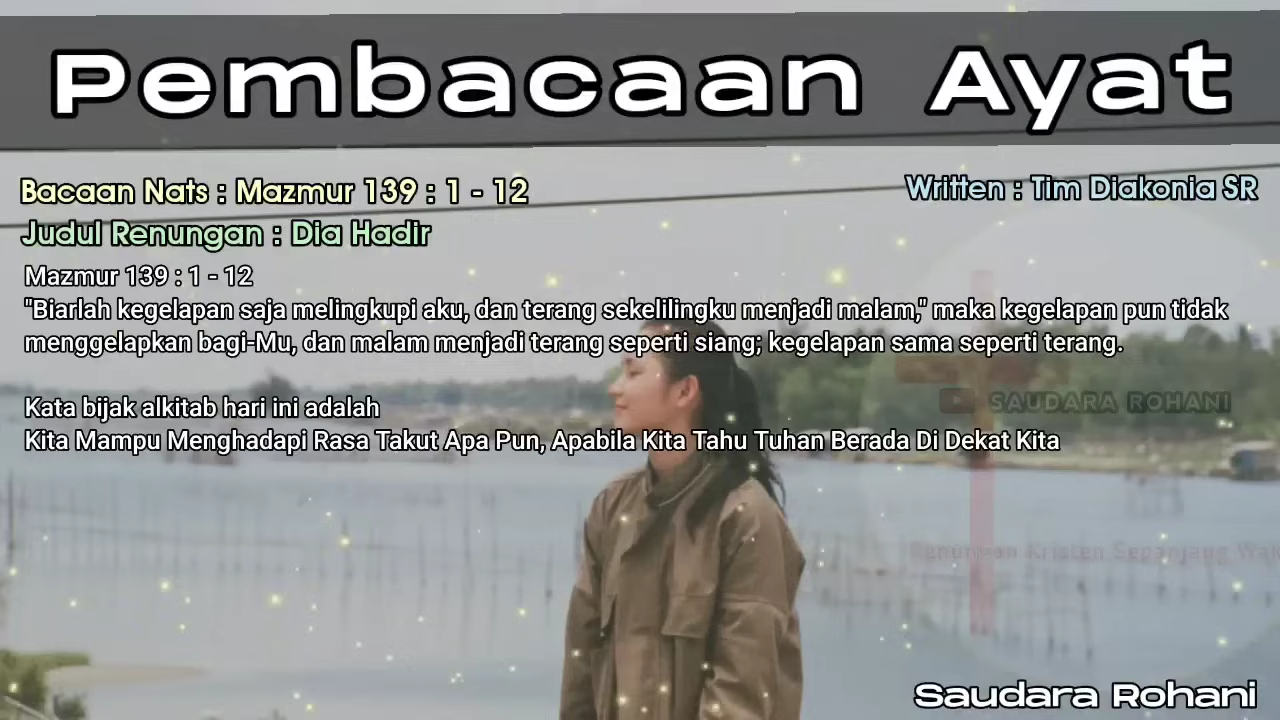 Pembacaan Ayat
Bacaan Nats : Mazmur 139 : 1 - 12
Written : Tim Diakonia SR
Judul Renungan : Dia Hadir
Mazmur 139 : 1 - 12
"Biarlah kegelapan saja melingkupi aku, dan terang sekelilingku menjadi malam," maka kegelapan pun tidak
menggelapkan bagi-Mu, dan malam menjadi terang seperti siang; kegelapan sama seperti terang.
SAUDARA ROHANI
Kata bijak alkitab hari ini adalah
Kita Mampu Menghadapi Rasa Takut Apa Pun, Apabila Kita Tahu Tuhan Berada Di Dekat Kita
Renungan Kristen Sepanjang
Saudara Rohani